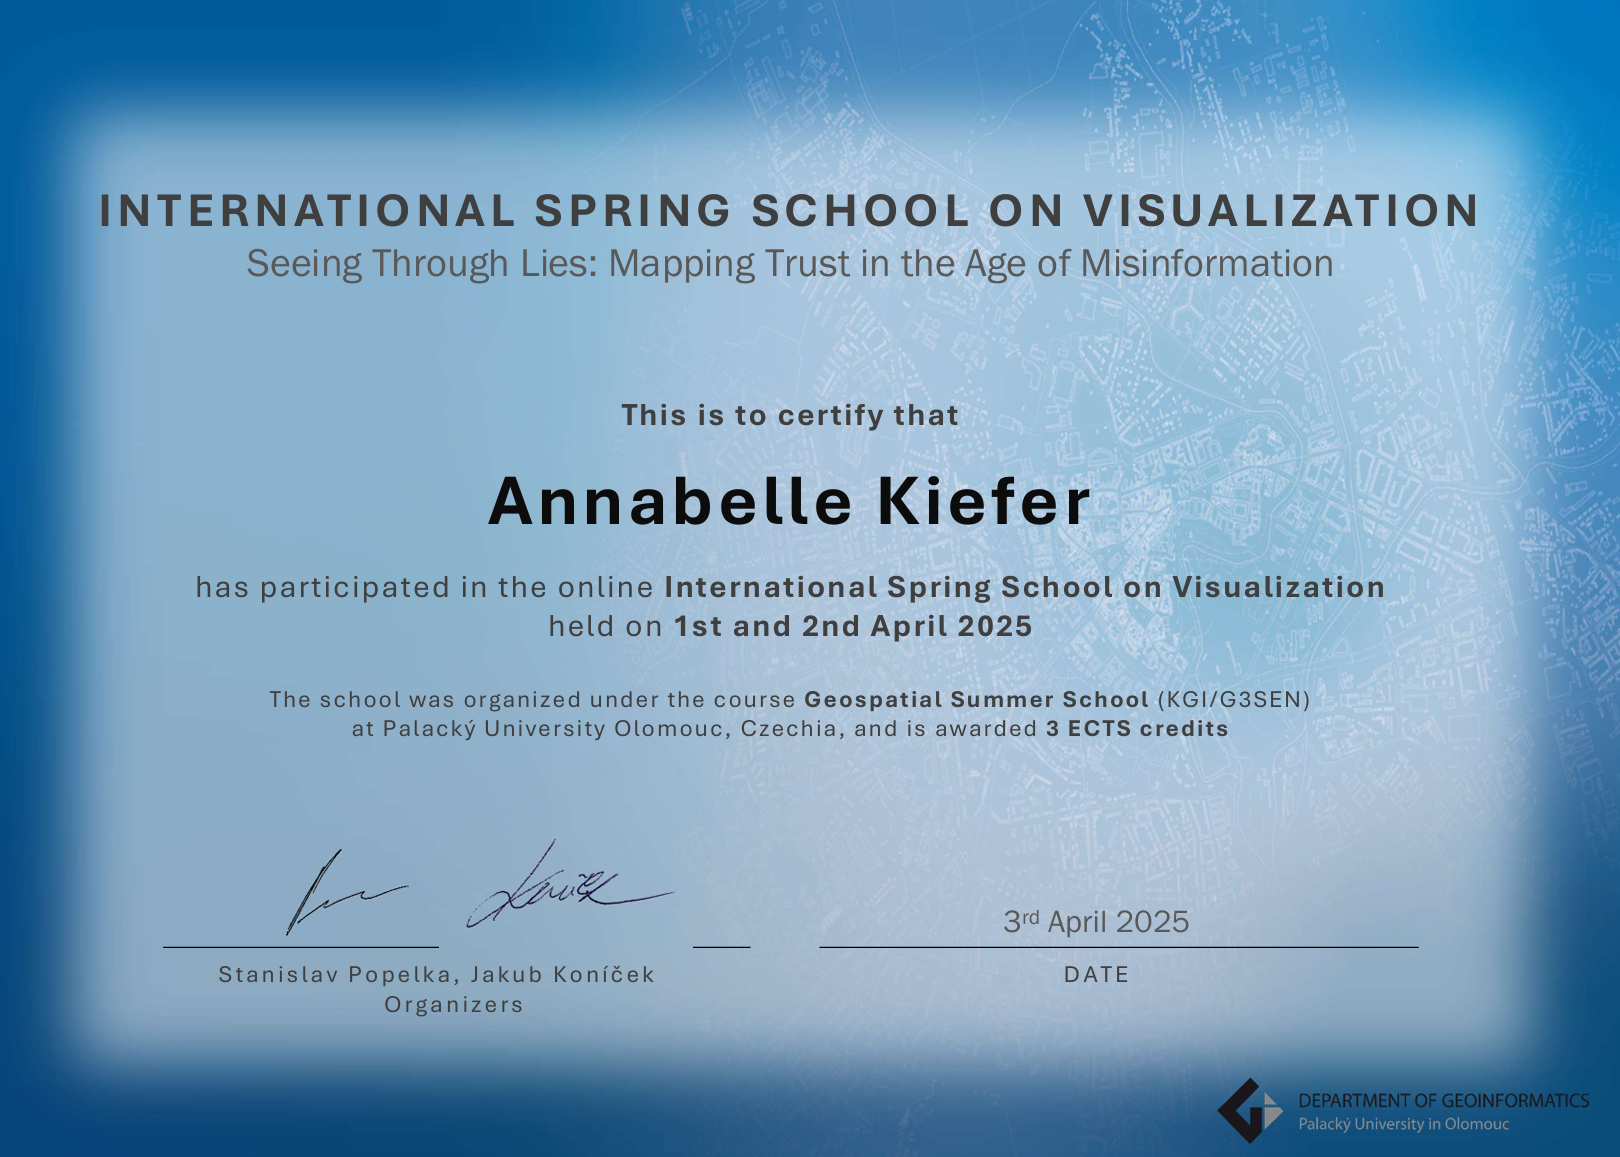 INTERNATIONAL SPRING SCHOOL ON VISUALIZATION
Seeing Through Lies: Mapping Trust in the Age of Misinformation
This is to certify that
Annabelle Kiefer
has participated in the online International Spring School on Visualization
held on 1st and 2nd April 2025
The school was organized under the course Geospatial Summer School (KGI/G3SEN)
at Palacký University Olomouc, Czechia, and is awarded 3 ECTS credits
3rd April 2025
Stanislav Popelka, Jakub Koníček
Organizers
DATE
DEPARTMENT OF GEOINFORMATICS
Palacký University in Olomouc